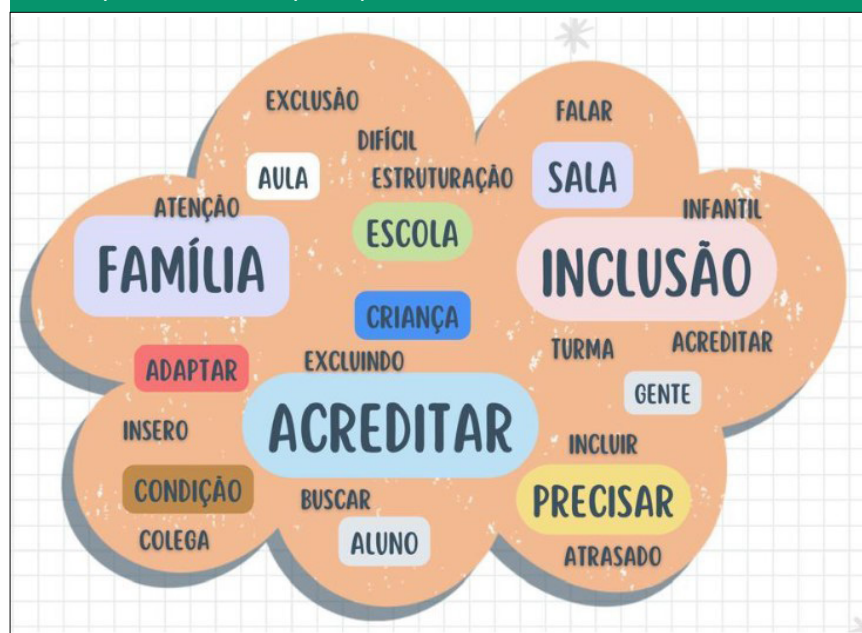 EXCLUSÃO
FALAR
DIFÍCIL
AULA
ESTRUTURAÇÃO
SALA
ATENÇÃO
INFANTIL
ESCOLA
FAMÍLIA
INCLUSÃO
CRIANÇA
TURMA
ACREDITAR
EXCLUINDO
ADAPTAR
GENTE
ACREDITAR
INSERO
INCLUIR
CONDIÇÃO
BUSCAR
PRECISAR
COLEGA
ALUNO
ATRASADO